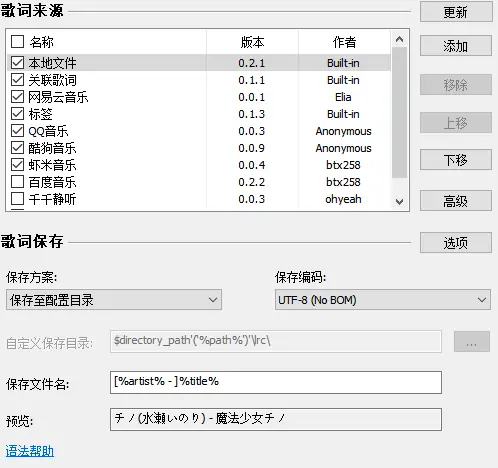 歌词来源 更新
名称 版本 作者 添加
本地文件 0.2.1 Built-in
关联歌词 0.1.1 Built-in 移除
网易云音乐 0.0.1 Elia
标签 0.1.3 Built-in 上移
QQ音乐 0.0.3 Anonymous
酷狗音乐 0.0.9 Anonymous 下移
虾米音乐 0.0.4 btx258
百度音乐 0.2.2 btx258
千千静听 0.0.3 ohyeah 高级
歌词保存 选项
保存方案: 保存编码:
保存至配置目录 UTF-8 (No BOM)
自定义保存目录: $directory_path'('%path%')'\lrc\ ...
保存文件名: [%artist% - ]%title%
预览: チノ(水瀬いのり) - 魔法少女チノ
语法帮助